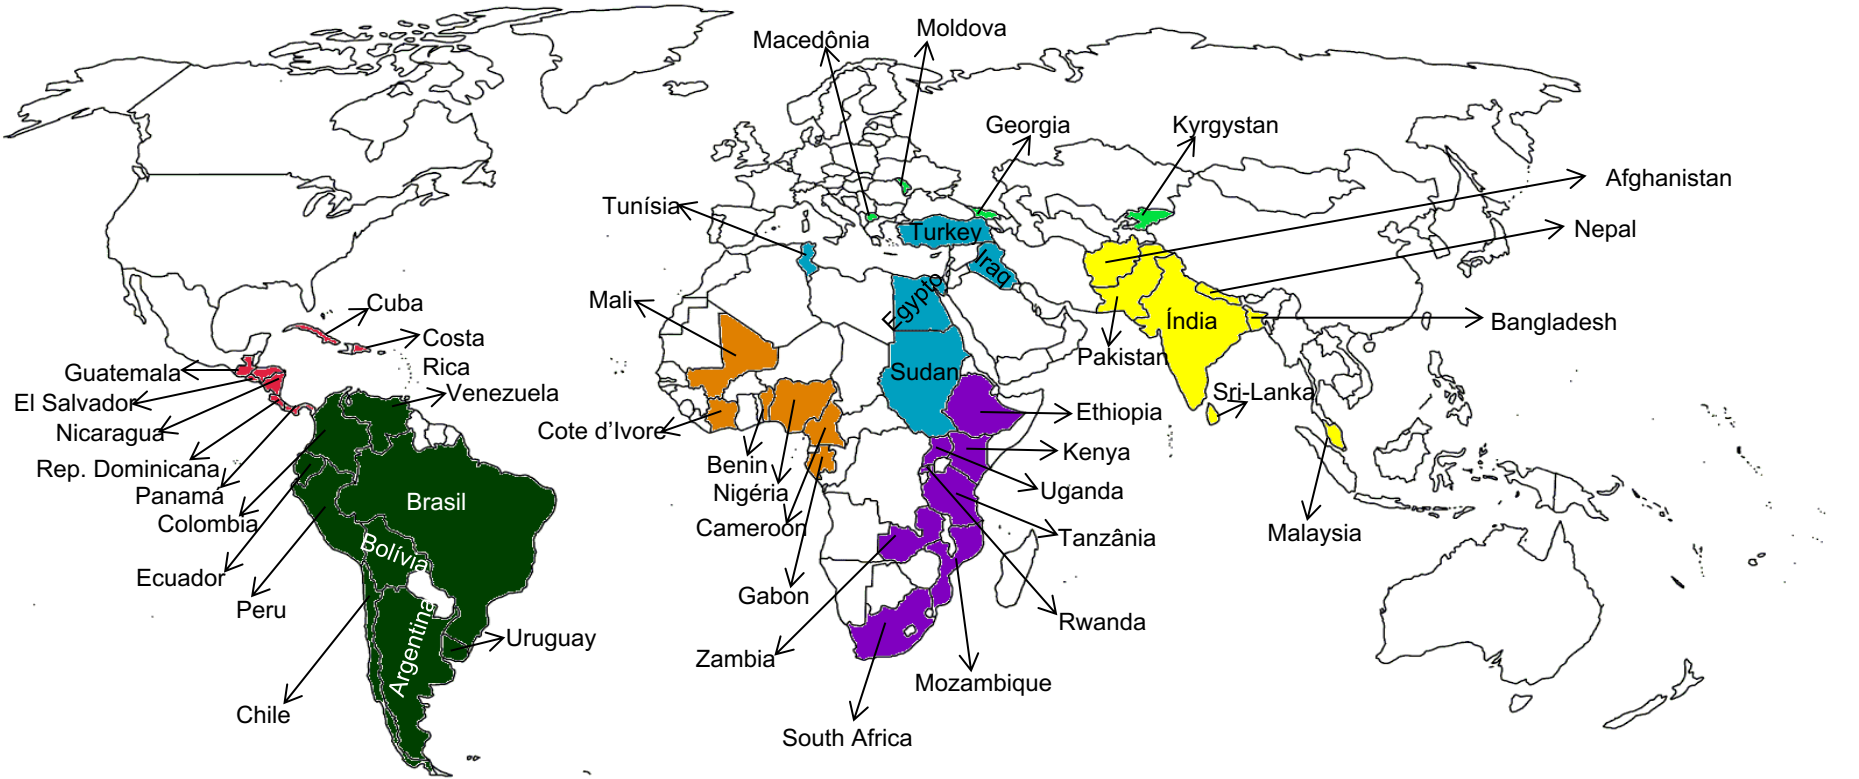 Moldova
Macedônia
Georgia
Kyrgystan
Afghanistan
Tunísia
Turkey
Nepal
Iraq
Mali
Egypto
Cuba
Índia
Bangladesh
Costa
Rica
Pakistan
Guatemala
Sudan
Venezuela
Sri-Lanka
El Salvador
Ethiopia
Nicaragua
Cote d’Ivore
Kenya
Rep. Dominicana
Benin
Panamá
Nigéria
Uganda
Brasil
Colombia
Cameroon
Malaysia
Tanzânia
Bolívia
Ecuador
Gabon
Peru
Rwanda
Argentina
Uruguay
Zambia
Mozambique
Chile
South Africa